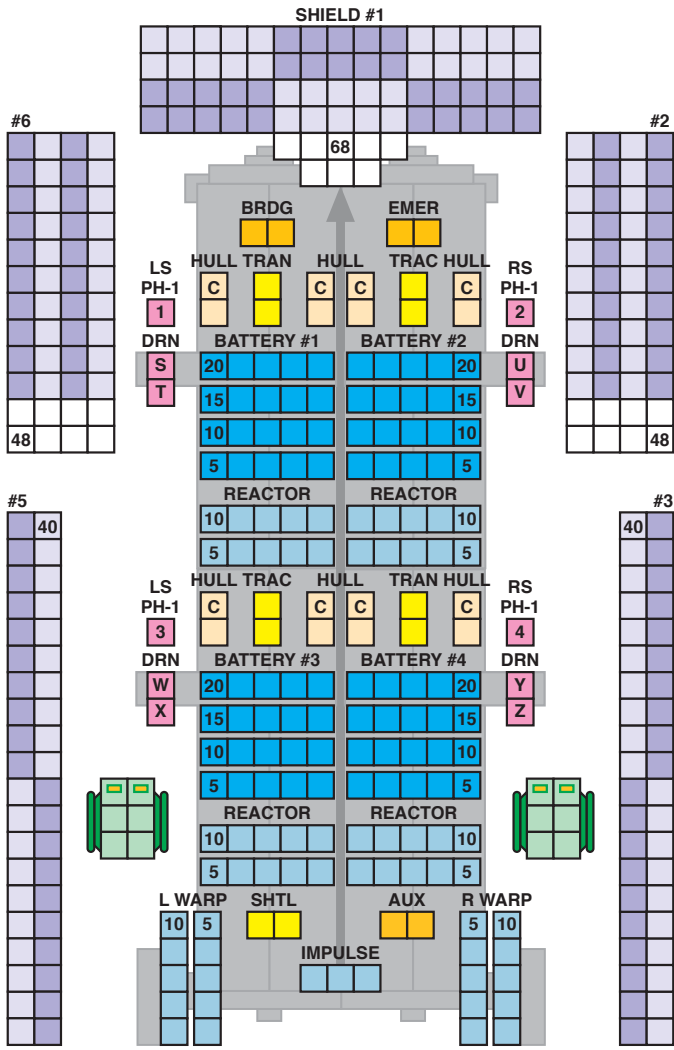 SHIELD #1
#6
#2
68
BRDG EMER
LS HULL TRAN HULL TRAC HULL RS
PH-1 C C C C PH-1
1 2
DRN BATTERY #1 BATTERY #2 DRN
S 20 20 U
T 15 15 V
10 10
48 5 5 48
#5 REACTOR REACTOR #3
40 10 10 40
5 5
LS HULL TRAC HULL TRAN HULL RS
PH-1 C C C C PH-1
3 4
DRN BATTERY #3 BATTERY #4 DRN
W 20 20 Y
X 15 15 Z
10 10
5 5
REACTOR REACTOR
10 10
5 5
L WARP SHTL AUX R WARP
10 5 5 10
IMPULSE